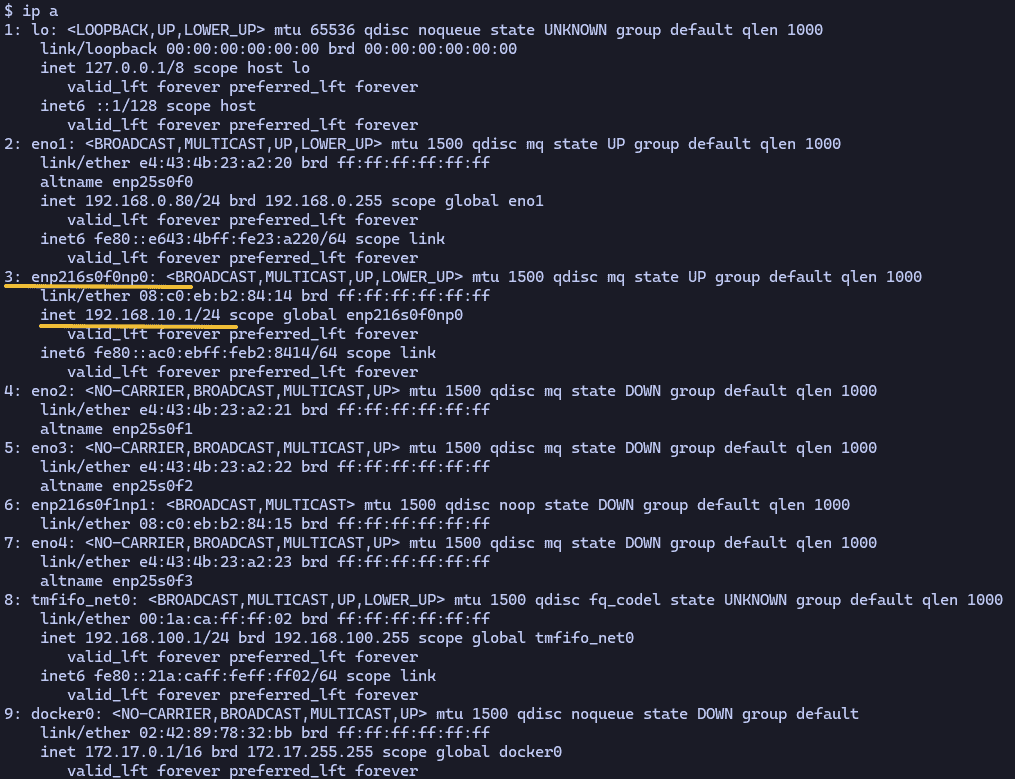 $ ip a
1: lo: <LOOPBACK,UP,LOWER_UP> mtu 65536 qdisc noqueue state UNKNOWN group default qlen 1000
    link/loopback 00:00:00:00:00:00 brd 00:00:00:00:00:00
    inet 127.0.0.1/8 scope host lo
       valid_lft forever preferred_lft forever
    inet6 ::1/128 scope host
       valid_lft forever preferred_lft forever
2: eno1: <BROADCAST,MULTICAST,UP,LOWER_UP> mtu 1500 qdisc mq state UP group default qlen 1000
    link/ether e4:43:4b:23:a2:20 brd ff:ff:ff:ff:ff:ff
    altname enp25s0f0
    inet 192.168.0.80/24 brd 192.168.0.255 scope global eno1
       valid_lft forever preferred_lft forever
    inet6 fe80::e643:4bff:fe23:a220/64 scope link
       valid_lft forever preferred_lft forever
3: enp216s0f0np0: <BROADCAST,MULTICAST,UP,LOWER_UP> mtu 1500 qdisc mq state UP group default qlen 1000
    link/ether 08:c0:eb:b2:84:14 brd ff:ff:ff:ff:ff:ff
    inet 192.168.10.1/24 scope global enp216s0f0np0
       valid_lft forever preferred_lft forever
    inet6 fe80::ac0:ebff:feb2:8414/64 scope link
       valid_lft forever preferred_lft forever
4: eno2: <NO-CARRIER,BROADCAST,MULTICAST,UP> mtu 1500 qdisc mq state DOWN group default qlen 1000
    link/ether e4:43:4b:23:a2:21 brd ff:ff:ff:ff:ff:ff
    altname enp25s0f1
5: eno3: <NO-CARRIER,BROADCAST,MULTICAST,UP> mtu 1500 qdisc mq state DOWN group default qlen 1000
    link/ether e4:43:4b:23:a2:22 brd ff:ff:ff:ff:ff:ff
    altname enp25s0f2
6: enp216s0f1np1: <BROADCAST,MULTICAST> mtu 1500 qdisc noop state DOWN group default qlen 1000
    link/ether 08:c0:eb:b2:84:15 brd ff:ff:ff:ff:ff:ff
7: eno4: <NO-CARRIER,BROADCAST,MULTICAST,UP> mtu 1500 qdisc mq state DOWN group default qlen 1000
    link/ether e4:43:4b:23:a2:23 brd ff:ff:ff:ff:ff:ff
    altname enp25s0f3
8: tmfifo_net0: <BROADCAST,MULTICAST,UP,LOWER_UP> mtu 1500 qdisc fq_codel state UNKNOWN group default qlen 1000
    link/ether 00:1a:ca:ff:ff:02 brd ff:ff:ff:ff:ff:ff
    inet 192.168.100.1/24 brd 192.168.100.255 scope global tmfifo_net0
       valid_lft forever preferred_lft forever
    inet6 fe80::21a:caff:feff:ff02/64 scope link
       valid_lft forever preferred_lft forever
9: docker0: <NO-CARRIER,BROADCAST,MULTICAST,UP> mtu 1500 qdisc noqueue state DOWN group default
    link/ether 02:42:89:78:32:bb brd ff:ff:ff:ff:ff:ff
    inet 172.17.0.1/16 brd 172.17.255.255 scope global docker0
       valid_lft forever preferred_lft forever